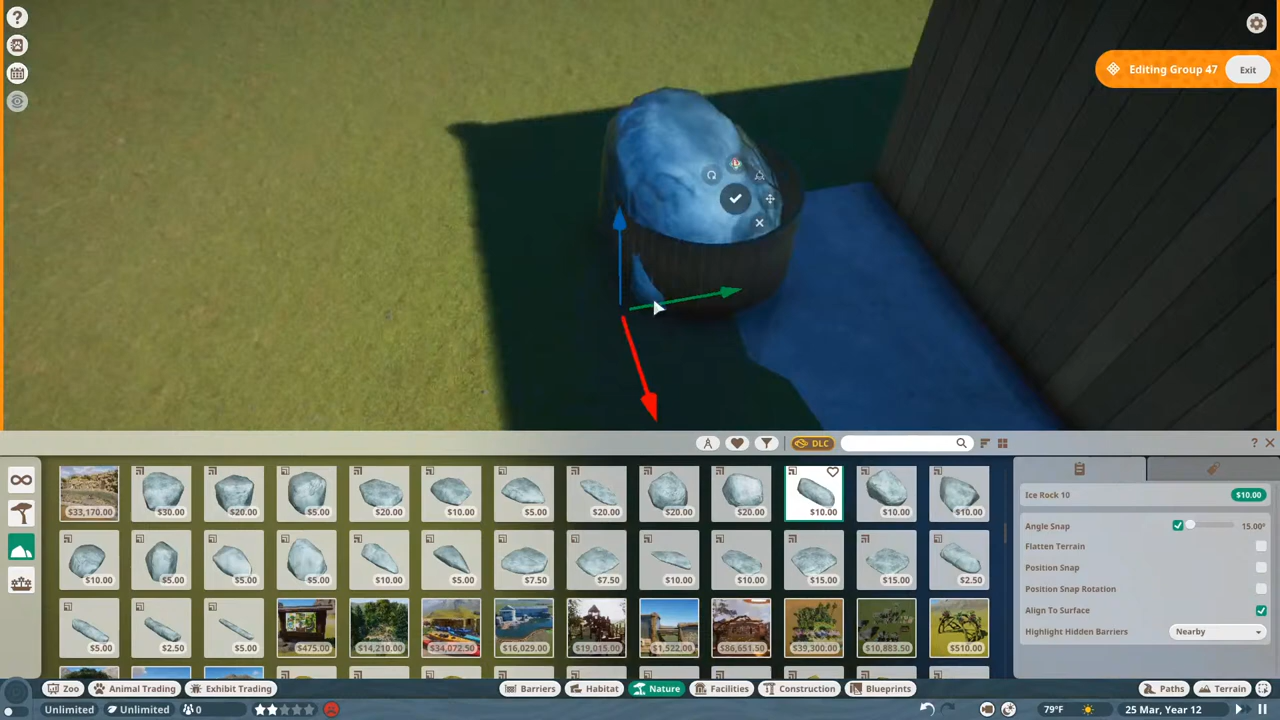 ?
Editing Group 47
Exit
DLC
?
$33,170.00
$30.00
$20.00
$5.00
$20.00
$10.00
$5.00
$20.00
$20.00
$20.00
$10.00
$10.00
$10.00
Ice Rock 10
$10.00
Angle Snap
15.00°
Flatten Terrain
$10.00
$5.00
$5.00
$5.00
$10.00
$5.00
$7.50
$7.50
$10.00
$10.00
$15.00
$15.00
$2.50
Position Snap
Position Snap Rotation
Align To Surface
Highlight Hidden Barriers
Nearby
$5.00
$2.50
$5.00
$475.00
$14,210.00
$34,072.50
$16,029.00
$19,015.00
$1,522.00
$86,651.50
$39,300.00
$10,883.50
$510.00
Zoo
Animal Trading
Exhibit Trading
Barriers
Habitat
Nature
Facilities
Construction
Blueprints
Paths
Terrain
Unlimited
Unlimited
0
79°F
25 Mar, Year 12